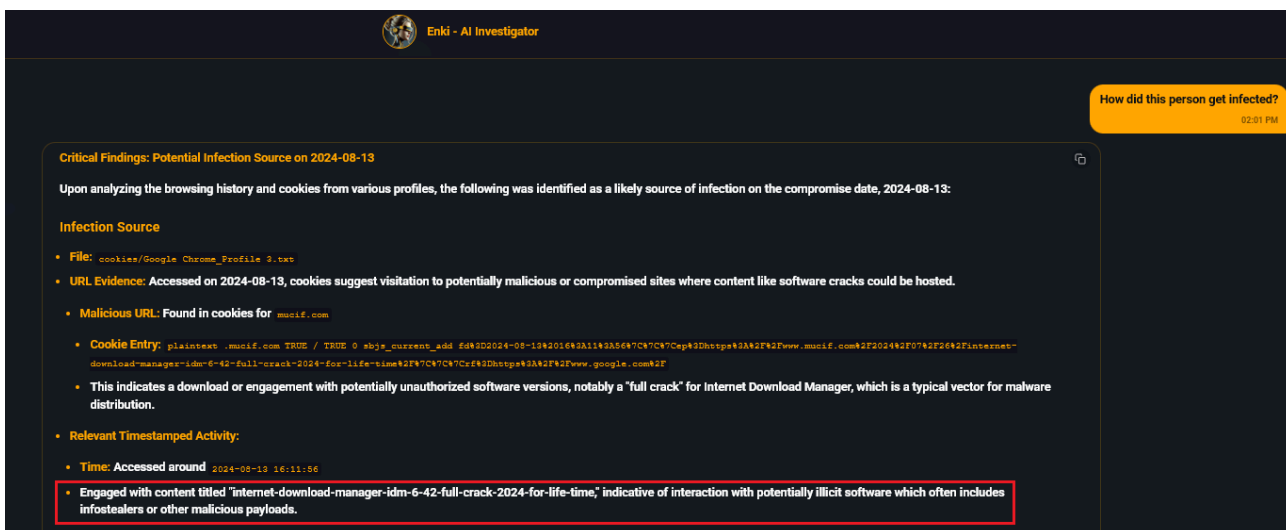 Enki - AI Investigator
How did this person get infected?
02:01 PM
Critical Findings: Potential Infection Source on 2024-08-13
Upon analyzing the browsing history and cookies from various profiles, the following was identified as a likely source of infection on the compromise date, 2024-08-13:
Infection Source
• File: cookies/Google Chrome_Profile 3.txt
• URL Evidence: Accessed on 2024-08-13, cookies suggest visitation to potentially malicious or compromised sites where content like software cracks could be hosted.
• Malicious URL: Found in cookies for mucif.com
• Cookie Entry: plaintext .mucif.com TRUE / TRUE 0 sbjs_current_add fd%3D2024-08-13%2016%3A11%3A56%7C%7C%7Cep%3Dhttps%3A%2F%2Fwww.mucif.com%2F2024%2F07%2F26%2Finternet-
download-manager-idm-6-42-full-crack-2024-for-life-time%2F%7C%7C%7Crf%3Dhttps%3A%2F%2Fwww.google.com%2F
• This indicates a download or engagement with potentially unauthorized software versions, notably a "full crack" for Internet Download Manager, which is a typical vector for malware
distribution.
• Relevant Timestamped Activity:
• Time: Accessed around 2024-08-13 16:11:56
• Engaged with content titled "internet-download-manager-idm-6-42-full-crack-2024-for-life-time," indicative of interaction with potentially illicit software which often includes
infostealers or other malicious payloads.